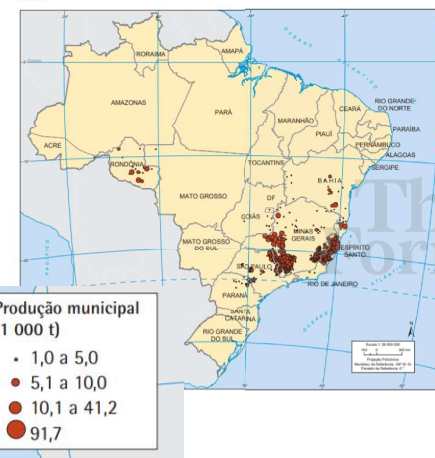 RORAIMA
AMAPÁ
AMAZONAS
PARÁ
MARANHÃO
CEARÁ
RIO GRANDE
DO NORTE
PARAÍBA
PIAUÍ
PERNAMBUCO
ALAGOAS
SERGIPE
ACRE
RONDÔNIA
TOCANTINS
BAHIA
MATO GROSSO
DF
GOIÁS
MINAS
GERAIS
MATO GROSSO
DO SUL
ESPÍRITO
SANTO
SÃO PAULO
RIO DE JANEIRO
PARANÁ
SANTA
CATARINA
RIO GRANDE
DO SUL
Produção municipal
(1 000 t)
1,0 a 5,0
5,1 a 10,0
10,1 a 41,2
91,7